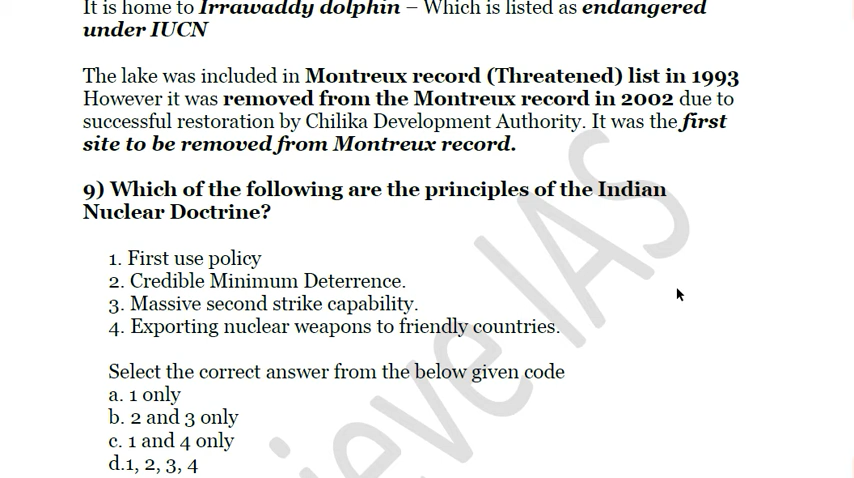 It is home to Irrawaddy dolphin – Which is listed as endangered
under IUCN
The lake was included in Montreux record (Threatened) list in 1993
However it was removed from the Montreux record in 2002 due to
successful restoration by Chilika Development Authority. It was the first
site to be removed from Montreux record.
9) Which of the following are the principles of the Indian
Nuclear Doctrine?
1. First use policy
2. Credible Minimum Deterrence.
3. Massive second strike capability.
4. Exporting nuclear weapons to friendly countries.
Select the correct answer from the below given code
a. 1 only
b. 2 and 3 only
c. 1 and 4 only
d.1, 2, 3, 4
ieve IAS